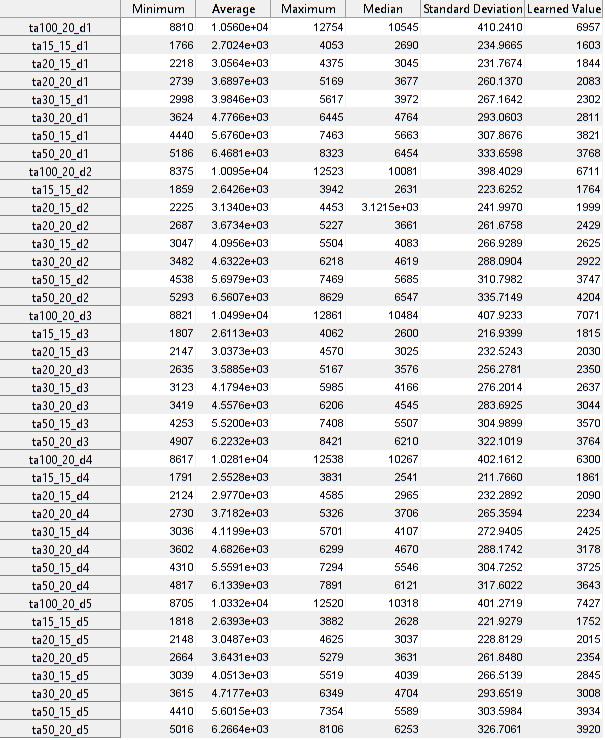 Minimum Average Maximum Median Standard Deviation Learned Value
ta100_20_d1 8810 1.0560e+04 12754 10545 410.2410 6957
ta15_15_d1 1766 2.7024e+03 4053 2690 234.9665 1603
ta20_15_d1 2218 3.0564e+03 4375 3045 231.7674 1844
ta20_20_d1 2739 3.6897e+03 5169 3677 260.1370 2083
ta30_15_d1 2998 3.9846e+03 5617 3972 267.1642 2302
ta30_20_d1 3624 4.7766e+03 6445 4764 293.0603 2811
ta50_15_d1 4440 5.6760e+03 7463 5663 307.8676 3821
ta50_20_d1 5186 6.4681e+03 8323 6454 333.6598 3768
ta100_20_d2 8375 1.0095e+04 12523 10081 398.4029 6711
ta15_15_d2 1859 2.6426e+03 3942 2631 223.6252 1764
ta20_15_d2 2225 3.1340e+03 4453 3.1215e+03 241.9970 1999
ta20_20_d2 2687 3.6734e+03 5227 3661 261.6758 2429
ta30_15_d2 3047 4.0956e+03 5504 4083 266.9289 2625
ta30_20_d2 3482 4.6322e+03 6218 4619 288.0904 2922
ta50_15_d2 4538 5.6979e+03 7469 5685 310.7982 3747
ta50_20_d2 5293 6.5607e+03 8629 6547 335.7149 4204
ta100_20_d3 8821 1.0499e+04 12861 10484 407.9233 7071
ta15_15_d3 1807 2.6113e+03 4062 2600 216.9399 1815
ta20_15_d3 2147 3.0373e+03 4570 3025 232.5243 2030
ta20_20_d3 2635 3.5885e+03 5167 3576 256.2781 2350
ta30_15_d3 3123 4.1794e+03 5985 4166 276.2014 2637
ta30_20_d3 3419 4.5576e+03 6206 4545 283.6925 3044
ta50_15_d3 4253 5.5200e+03 7408 5507 304.9899 3570
ta50_20_d3 4907 6.2232e+03 8421 6210 322.1019 3764
ta100_20_d4 8617 1.0281e+04 12538 10267 402.1612 6300
ta15_15_d4 1791 2.5528e+03 3831 2541 211.7660 1861
ta20_15_d4 2124 2.9770e+03 4585 2965 232.2892 2090
ta20_20_d4 2730 3.7182e+03 5326 3706 265.3594 2234
ta30_15_d4 3036 4.1199e+03 5701 4107 272.9405 2425
ta30_20_d4 3602 4.6826e+03 6299 4670 288.1742 3178
ta50_15_d4 4310 5.5591e+03 7294 5546 304.7252 3725
ta50_20_d4 4817 6.1339e+03 7891 6121 317.6022 3643
ta100_20_d5 8705 1.0332e+04 12520 10318 401.2719 7427
ta15_15_d5 1818 2.6393e+03 3882 2628 221.9279 1752
ta20_15_d5 2148 3.0487e+03 4625 3037 228.8129 2015
ta20_20_d5 2664 3.6431e+03 5279 3631 261.8480 2354
ta30_15_d5 3039 4.0513e+03 5519 4039 266.5139 2845
ta30_20_d5 3615 4.7177e+03 6349 4704 293.6519 3008
ta50_15_d5 4410 5.6015e+03 7354 5589 303.5984 3934
ta50_20_d5 5016 6.2664e+03 8106 6253 326.7061 3920